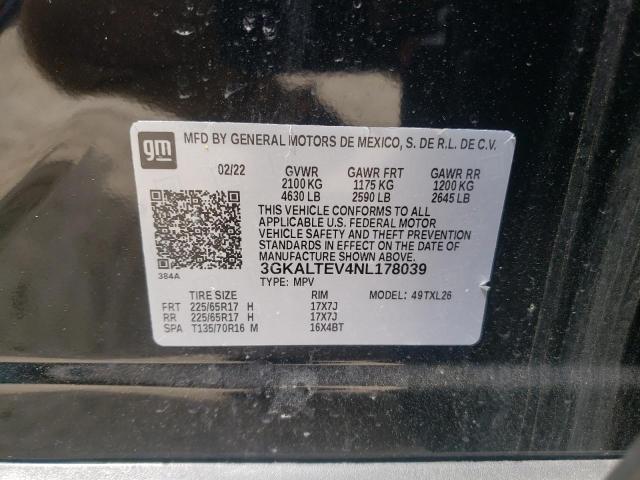 gm
MFD BY GENERAL MOTORS DE MEXICO, S. DE R.L. DE C.V.
02/22 GVWR GAWR FRT GAWR RR
2100 KG 1175 KG 1200 KG
4630 LB 2590 LB 2645 LB
THIS VEHICLE CONFORMS TO ALL
APPLICABLE U.S. FEDERAL MOTOR
VEHICLE SAFETY AND THEFT PREVENTION
STANDARDS IN EFFECT ON THE DATE OF
MANUFACTURE SHOWN ABOVE.
384A
3GKALTEV4NL178039
TYPE: MPV
TIRE SIZE RIM MODEL: 49TXL26
FRT 225/65R17 H 17X7J
RR 225/65R17 H 17X7J
SPA T135/70R16 M 16X4BT